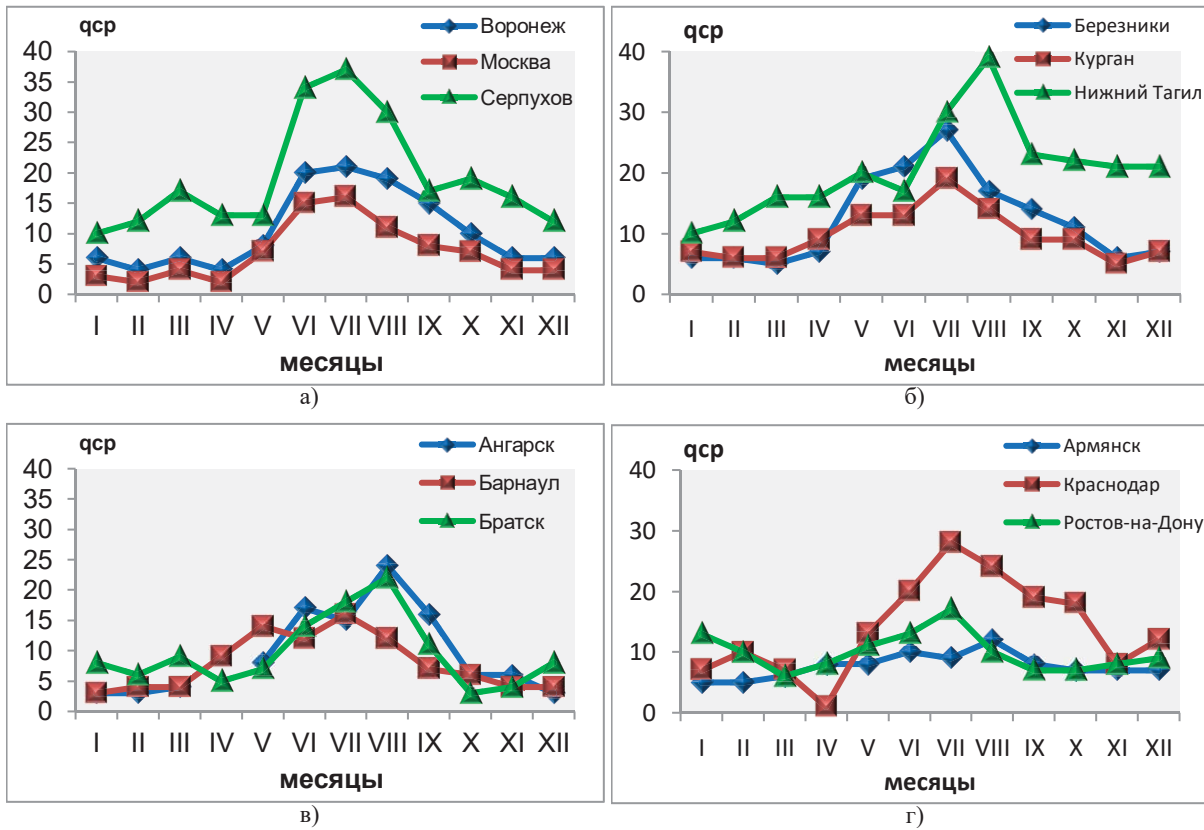 qcp
Воронеж
Москва
Серпухов
40
35
30
25
20
15
10
5
0
I II III IV V VI VII VIII IX X XI XII
месяцы
а)
qcp
Березники
Курган
Нижний Тагил
40
30
20
10
0
I II III IV V VI VII VIII IX X XI XII
месяцы
б)
qcp
Ангарск
Барнаул
Братск
40
35
30
25
20
15
10
5
0
I II III IV V VI VII VIII IX X XI XII
месяцы
в)
qcp
Армянск
Краснодар
Ростов-на-Дону
40
30
20
10
0
I II III IV V VI VII VIII IX X XI XII
месяцы
г)